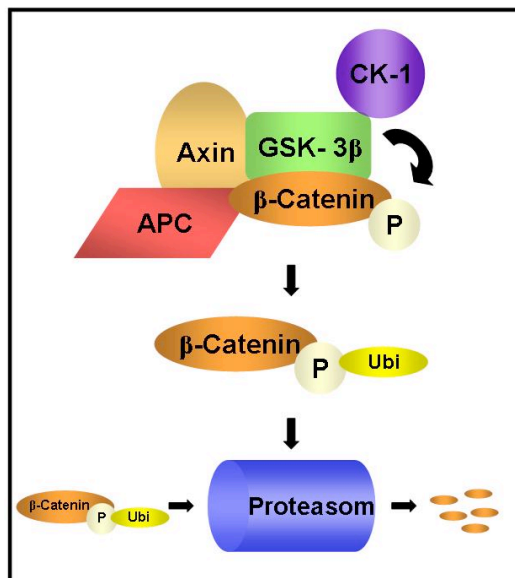 CK-1
Axin
GSK- 3β
β-Catenin
APC
P
β-Catenin
P
Ubi
β-Catenin
P
Ubi
Proteasom